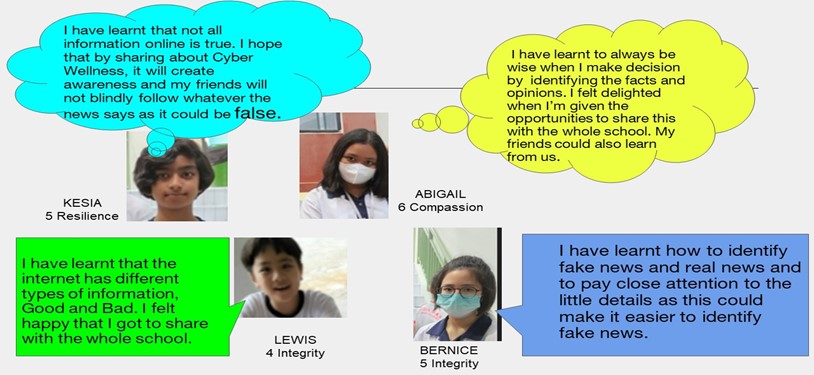 I have learnt that not all
information online is true. I hope
that by sharing about Cyber
Wellness, it will create
awareness and my friends will
not blindly follow whatever the
news says as it could be false.
I have learnt to always be
wise when I make decision
by identifying the facts and
opinions. I felt delighted
when I’m given the
opportunities to share this
with the whole school. My
friends could also learn
from us.
KESIA
5 Resilience
ABIGAIL
6 Compassion
I have learnt that the
internet has different
types of information,
Good and Bad. I felt
happy that I got to share
with the whole school.
LEWIS
4 Integrity
BERNICE
5 Integrity
I have learnt how to identify
fake news and real news and
to pay close attention to the
little details as this could
make it easier to identify
fake news.